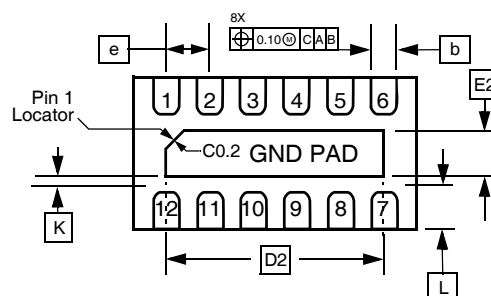 8X
e
0.10 Ⓜ C A B
b
E2
1 2 3 4 5 6
Pin 1
Locator
C0.2 GND PAD
12 11 10 9 8 7
K
D2
L